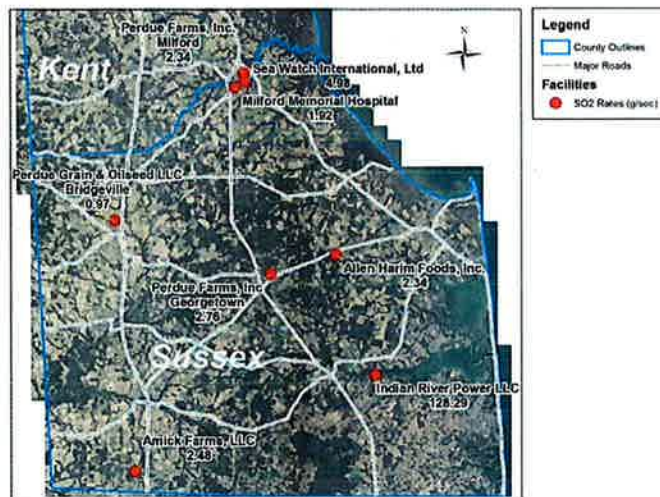 Perdue Farms, Inc.
Milford
2.34
Kent
Sea Watch International, Ltd
4.98
Milford Memorial Hospital
1.92
Perdue Grain & Oilseed LLC
Bridgeville
0.97
Allen Harim Foods, Inc.
2.34
Perdue Farms, Inc
Georgetown
2.76
Sussex
Indian River Power LLC
128.29
Amick Farms, LLC
2.48
N
Legend
County Outlines
Major Roads
Facilities
SO2 Rates (g/sec)